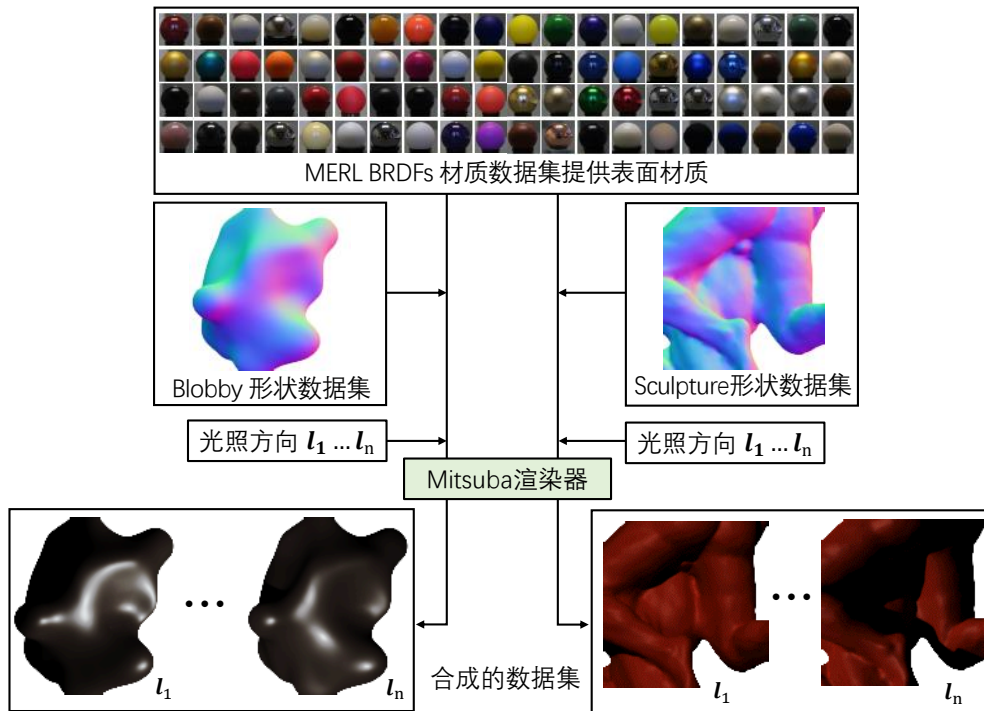 MERL BRDFs 材质数据集提供表面材质
Blobby 形状数据集
Sculpture形状数据集
光照方向 l₁ ... lₙ
光照方向 l₁ ... lₙ
Mitsuba渲染器
...
...
l₁
lₙ
合成的数据集
l₁
lₙ